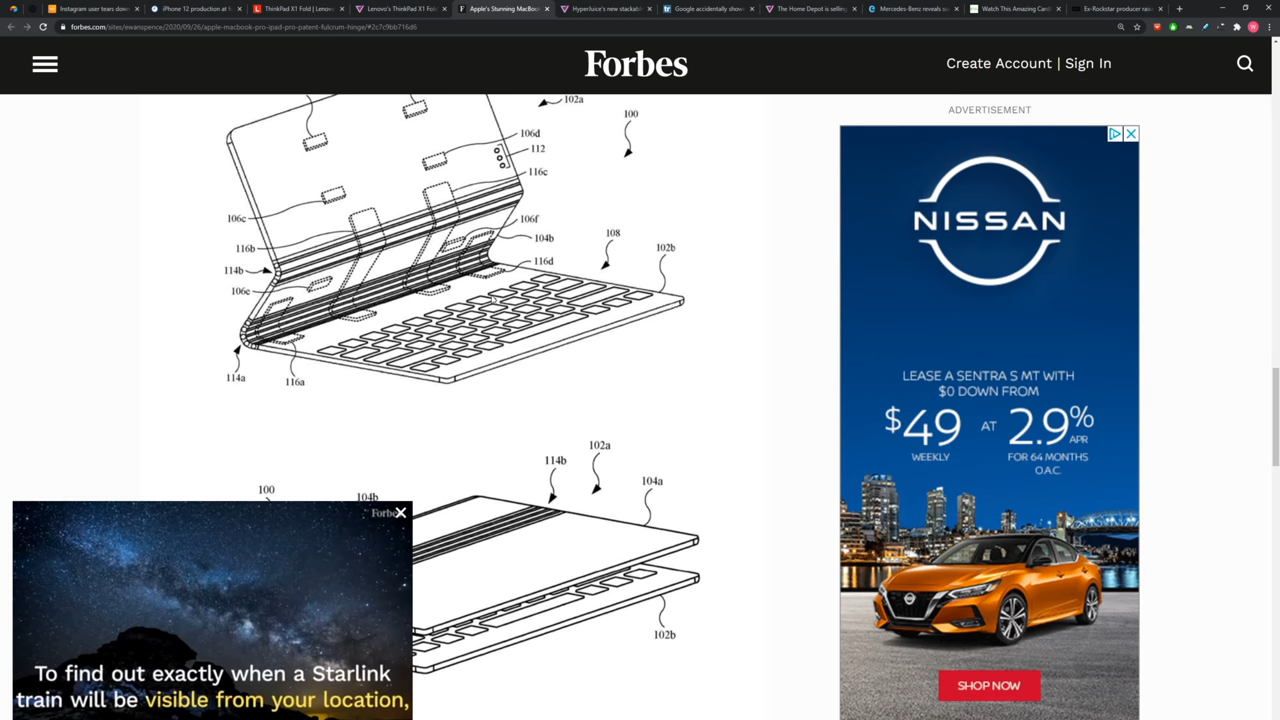 Instagram user tears down
iPhone 12 production at
ThinkPad X1 Fold | Lenovo
Lenovo's ThinkPad X1 Fol
Apple's Stunning MacBoo
HyperJuice's new stackabl
Google accidentally show
The Home Depot is selling
Mercedes-Benz reveals su
Watch This Amazing Card
Ex-Rockstar producer rais
forbes.com/sites/ewanspence/2020/09/26/apple-macbook-pro-ipad-pro-patent-fulcrum-hinge/#2c7c9bb716d6
Forbes
Create Account | Sign In
102a
100
106d
112
116c
106c
106f
116b
104b
108
102b
114b
116d
106e
114a
116a
102a
114b
104a
100
104b
102b
Forbes
To find out exactly when a Starlink
train will be visible from your location,
ADVERTISEMENT
NISSAN
LEASE A SENTRA S MT WITH
$0 DOWN FROM
$49 AT 2.9%
APR
WEEKLY
FOR 64 MONTHS
O.A.C.
SHOP NOW